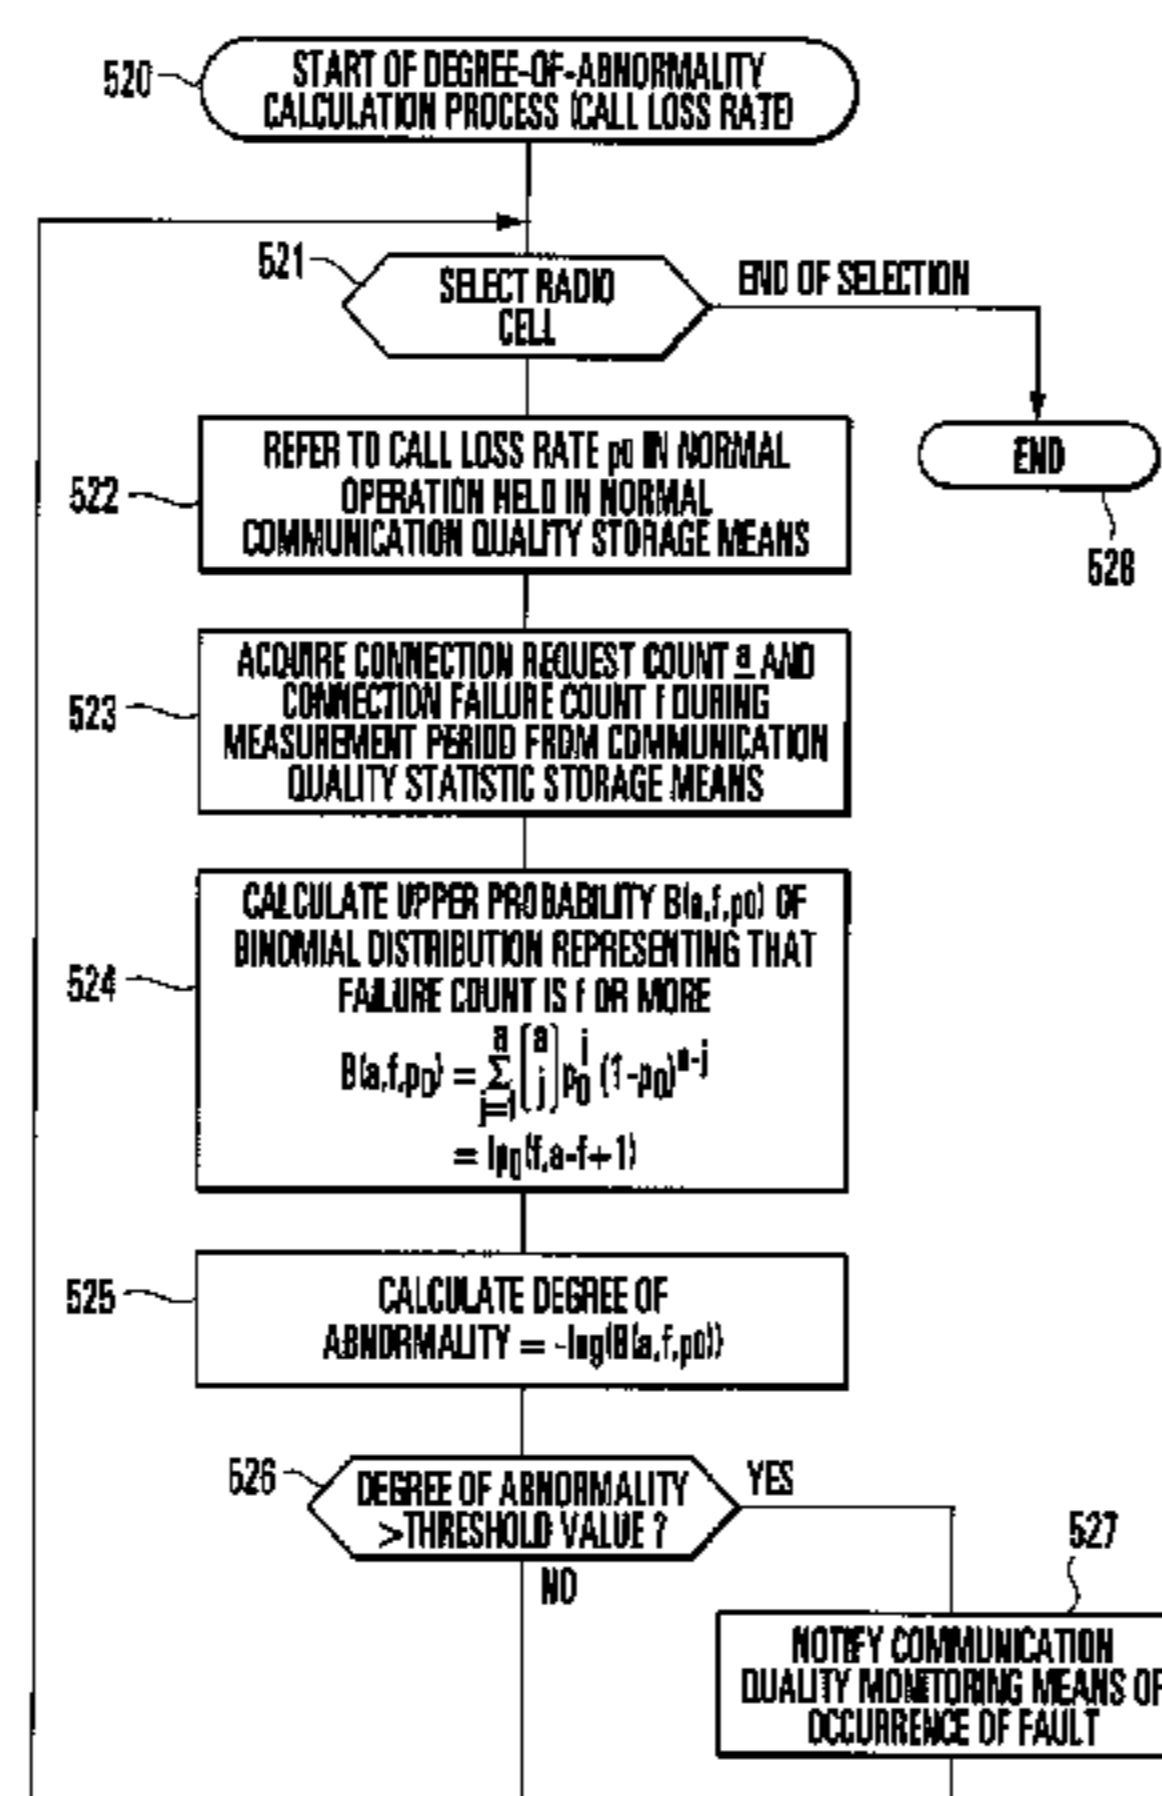 520
START OF DEGREE-OF-ABNORMALITY
CALCULATION PROCESS (CALL LOSS RATE)
521
SELECT RADIO
CELL
END OF SELECTION
END
528
522
REFER TO CALL LOSS RATE p0 IN NORMAL
OPERATION HELD IN NORMAL
COMMUNICATION QUALITY STORAGE MEANS
523
ACQUIRE CONNECTION REQUEST COUNT a AND
CONNECTION FAILURE COUNT f DURING
MEASUREMENT PERIOD FROM COMMUNICATION
QUALITY STATISTIC STORAGE MEANS
524
CALCULATE UPPER PROBABILITY B(a,f,p0) OF
BINOMIAL DISTRIBUTION REPRESENTING THAT
FAILURE COUNT IS f OR MORE
B(a,f,p0) = Σ (a j) p0^j (1-p0)^a-j
= Ip0(f,a-f+1)
525
CALCULATE DEGREE OF
ABNORMALITY = -log(B(a,f,p0))
526
DEGREE OF ABNORMALITY
>THRESHOLD VALUE ?
YES
NO
527
NOTIFY COMMUNICATION
QUALITY MONITORING MEANS OF
OCCURRENCE OF FAULT